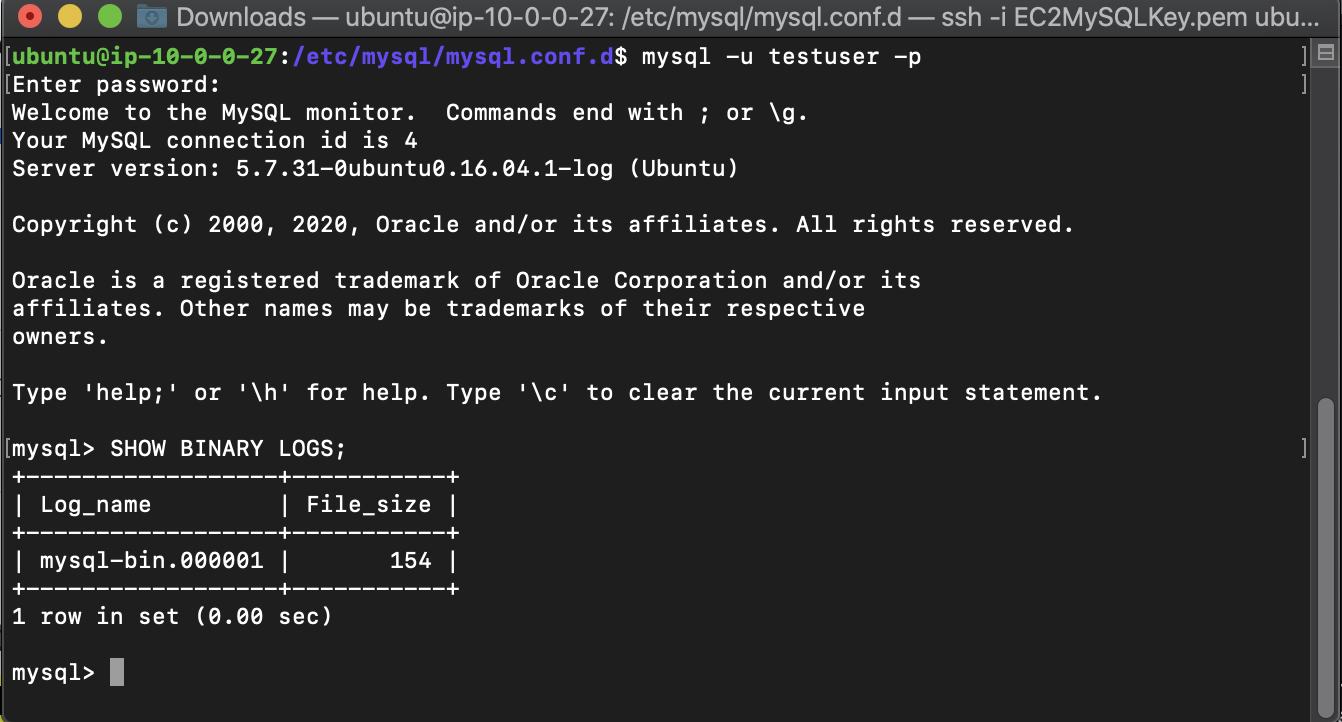 Downloads — ubuntu@ip-10-0-0-27: /etc/mysql/mysql.conf.d — ssh -i EC2MySQLKey.pem ubu...
[ubuntu@ip-10-0-0-27:/etc/mysql/mysql.conf.d$ mysql -u testuser -p ]
[Enter password: ]
Welcome to the MySQL monitor.  Commands end with ; or \g.
Your MySQL connection id is 4
Server version: 5.7.31-0ubuntu0.16.04.1-log (Ubuntu)

Copyright (c) 2000, 2020, Oracle and/or its affiliates. All rights reserved.

Oracle is a registered trademark of Oracle Corporation and/or its
affiliates. Other names may be trademarks of their respective
owners.

Type 'help;' or '\h' for help. Type '\c' to clear the current input statement.

[mysql> SHOW BINARY LOGS; ]
+------------------+-----------+
| Log_name         | File_size |
+------------------+-----------+
| mysql-bin.000001 |       154 |
+------------------+-----------+
1 row in set (0.00 sec)

mysql>